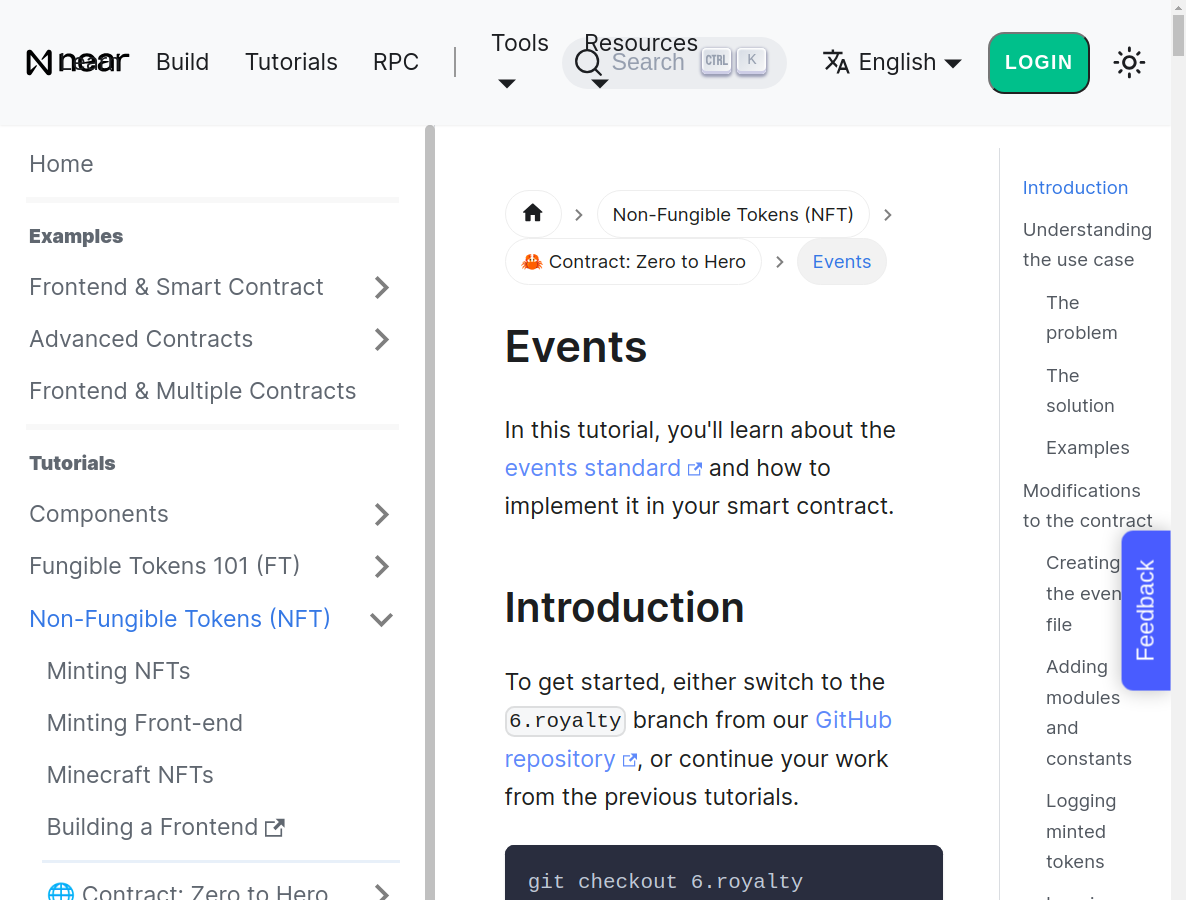 near
Learn
Build
Tutorials
RPC
Tools
Resources
Search
CTRL
K
English
LOGIN
Home
Examples
Frontend & Smart Contract
Advanced Contracts
Frontend & Multiple Contracts
Tutorials
Components
Fungible Tokens 101 (FT)
Non-Fungible Tokens (NFT)
Minting NFTs
Minting Front-end
Minecraft NFTs
Building a Frontend
🌐 Contract: Zero to Hero
Non-Fungible Tokens (NFT)
🦀 Contract: Zero to Hero
Events
Events
In this tutorial, you'll learn about the
events standard and how to
implement it in your smart contract.
Introduction
To get started, either switch to the
6.royalty branch from our GitHub
repository, or continue your work
from the previous tutorials.
git checkout 6.royalty
Introduction
Understanding
the use case
The
problem
The
solution
Examples
Modifications
to the contract
Creating
the even
file
Adding
modules
and
constants
Logging
minted
tokens
Feedback